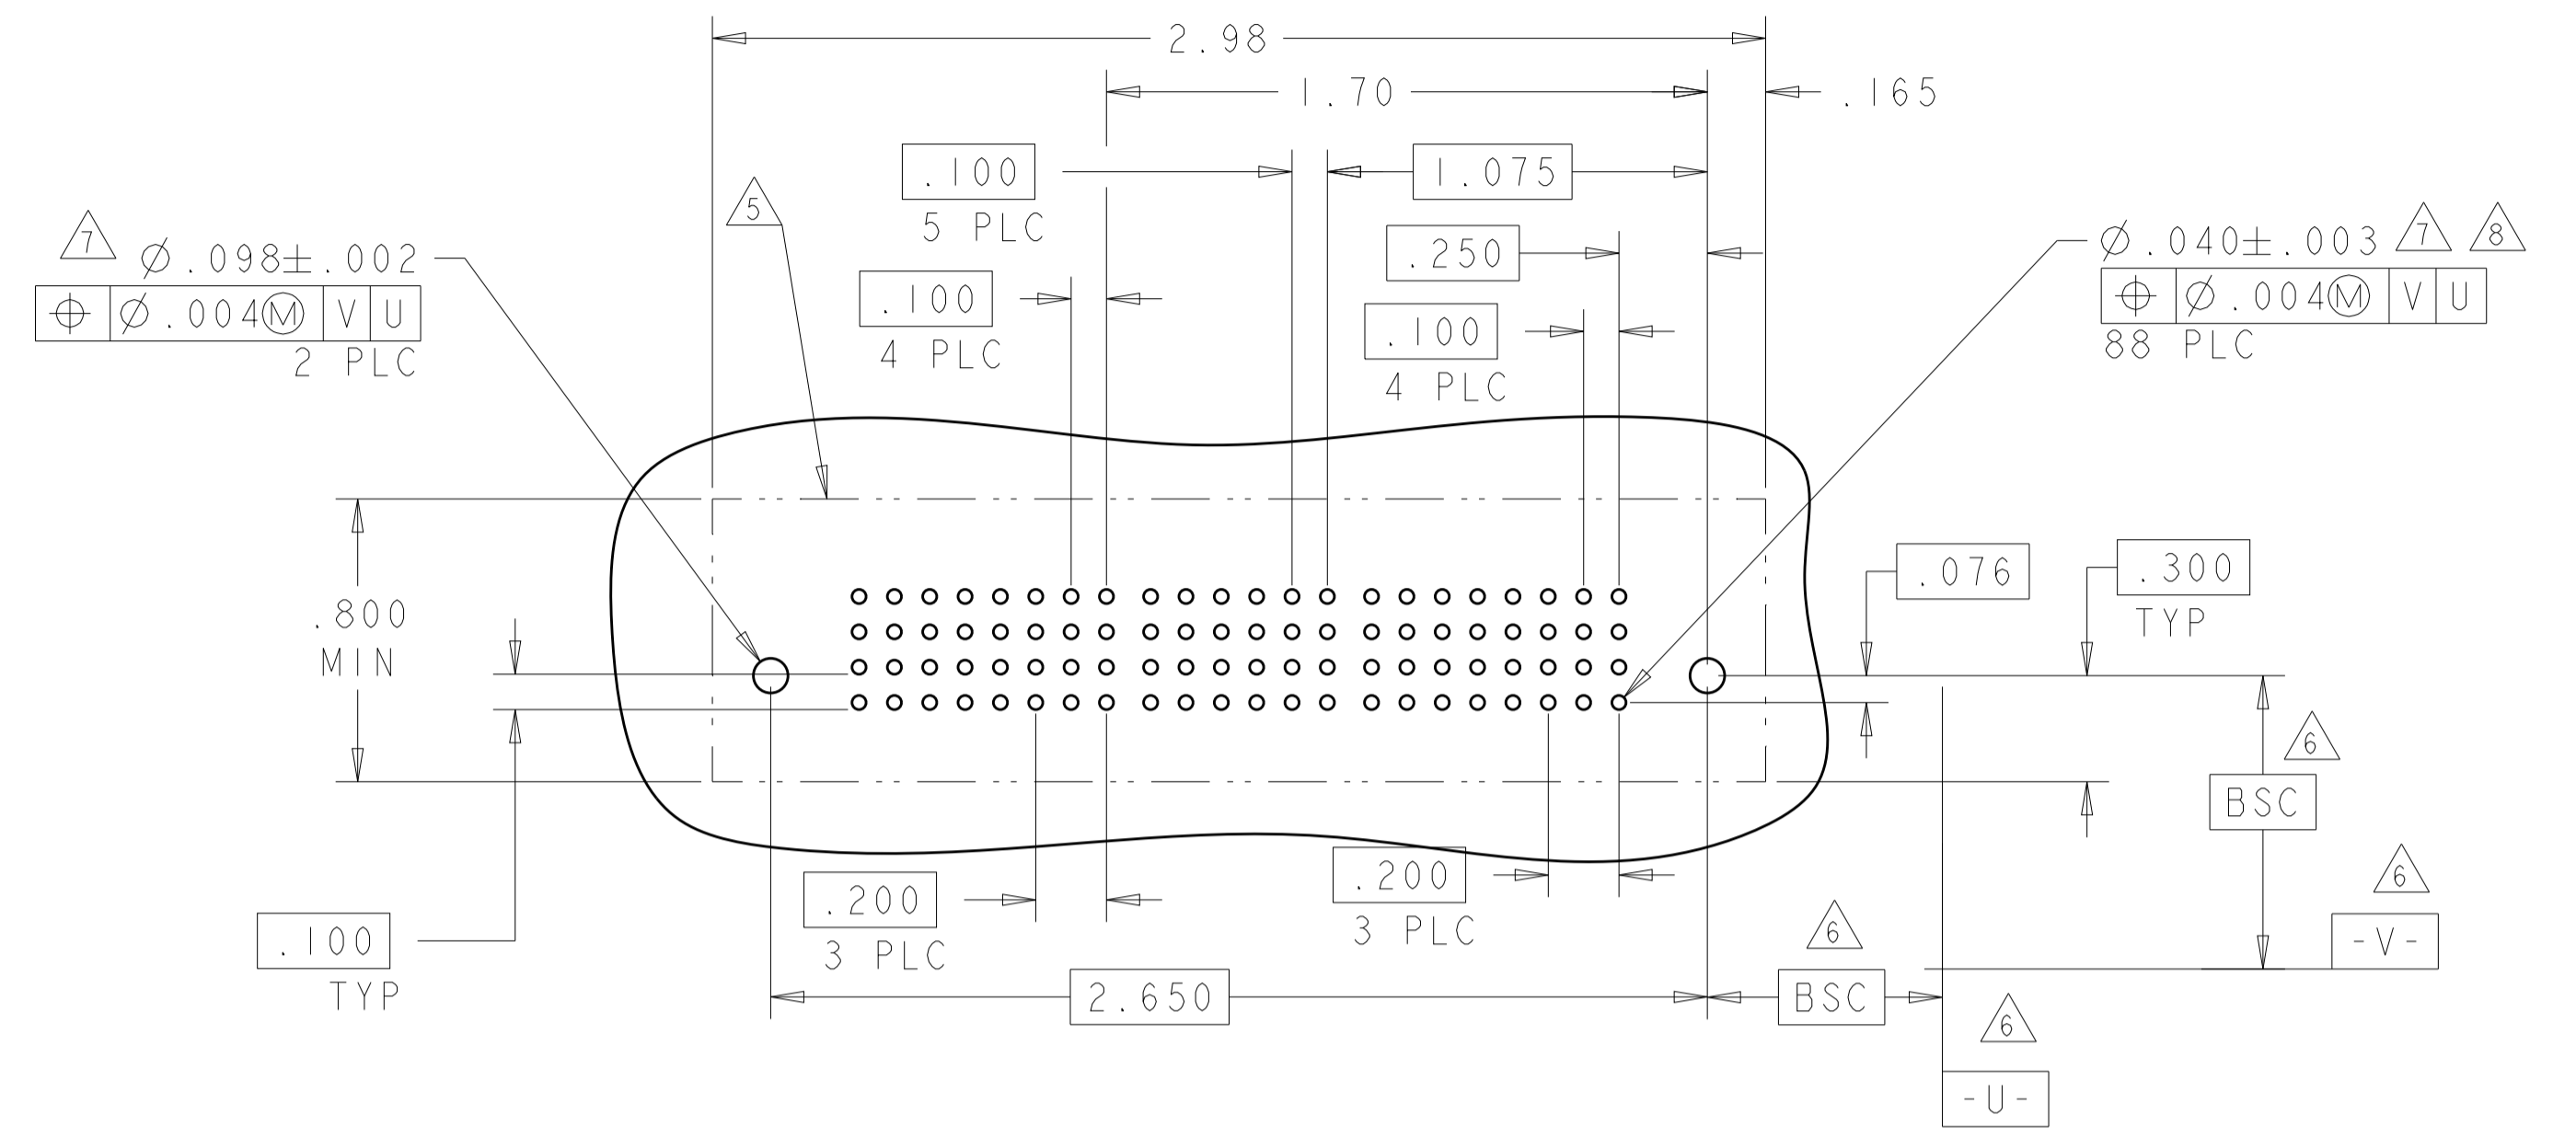 2.98
1.70
.165
.100
5 PLC
1.075
5
.250
7
Ø.098±.002
⌖ Ø.004Ⓜ V U
2 PLC
Ø.040±.003 7 8
⌖ Ø.004Ⓜ V U
88 PLC
.100
4 PLC
.100
4 PLC
.800
MIN
.076
.300
TYP
6
BSC
.200
3 PLC
.200
3 PLC
6
-V-
.100
TYP
6
2.650
BSC
6
-U-